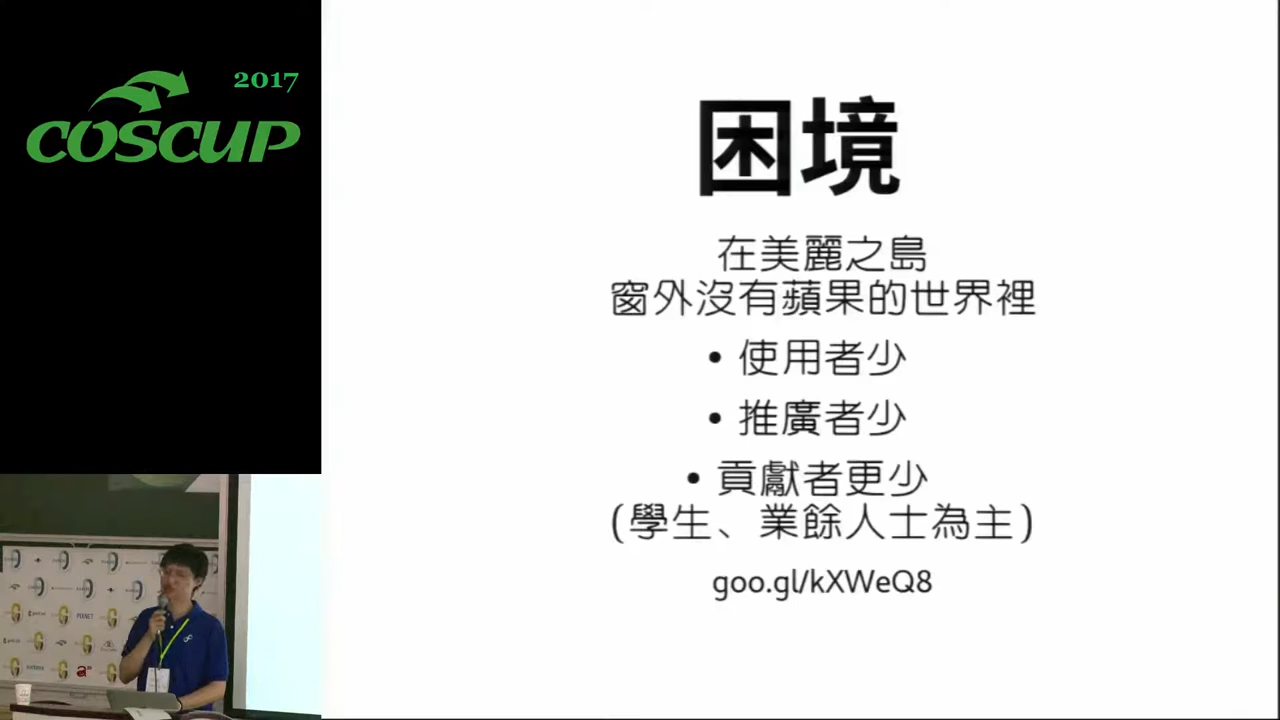 2017
COSCUP
困境
在美麗之島
窗外沒有蘋果的世界裡
• 使用者少
• 推廣者少
• 貢獻者更少
(學生、業餘人士為主)
goo.gl/kXWeQ8